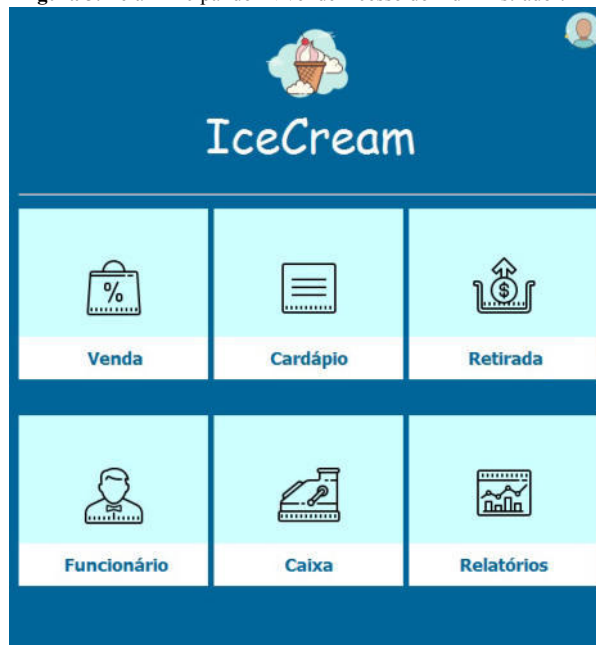 IceCream
%
$
Venda Cardápio Retirada
Funcionário Caixa Relatórios